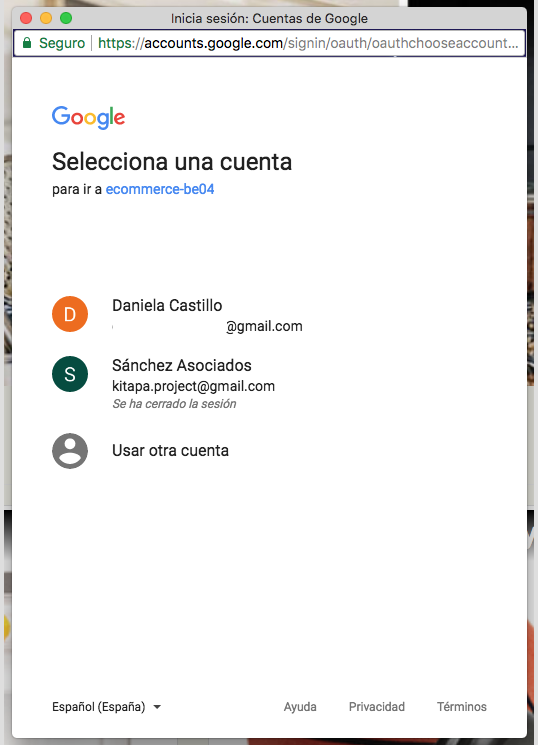 Inicia sesión: Cuentas de Google
Seguro https://accounts.google.com/signin/oauth/oauthchooseaccount...
Google
Selecciona una cuenta
para ir a ecommerce-be04
D
Daniela Castillo
@gmail.com
S
Sánchez Asociados
kitapa.project@gmail.com
Se ha cerrado la sesión
Usar otra cuenta
Español (España) Ayuda Privacidad Términos